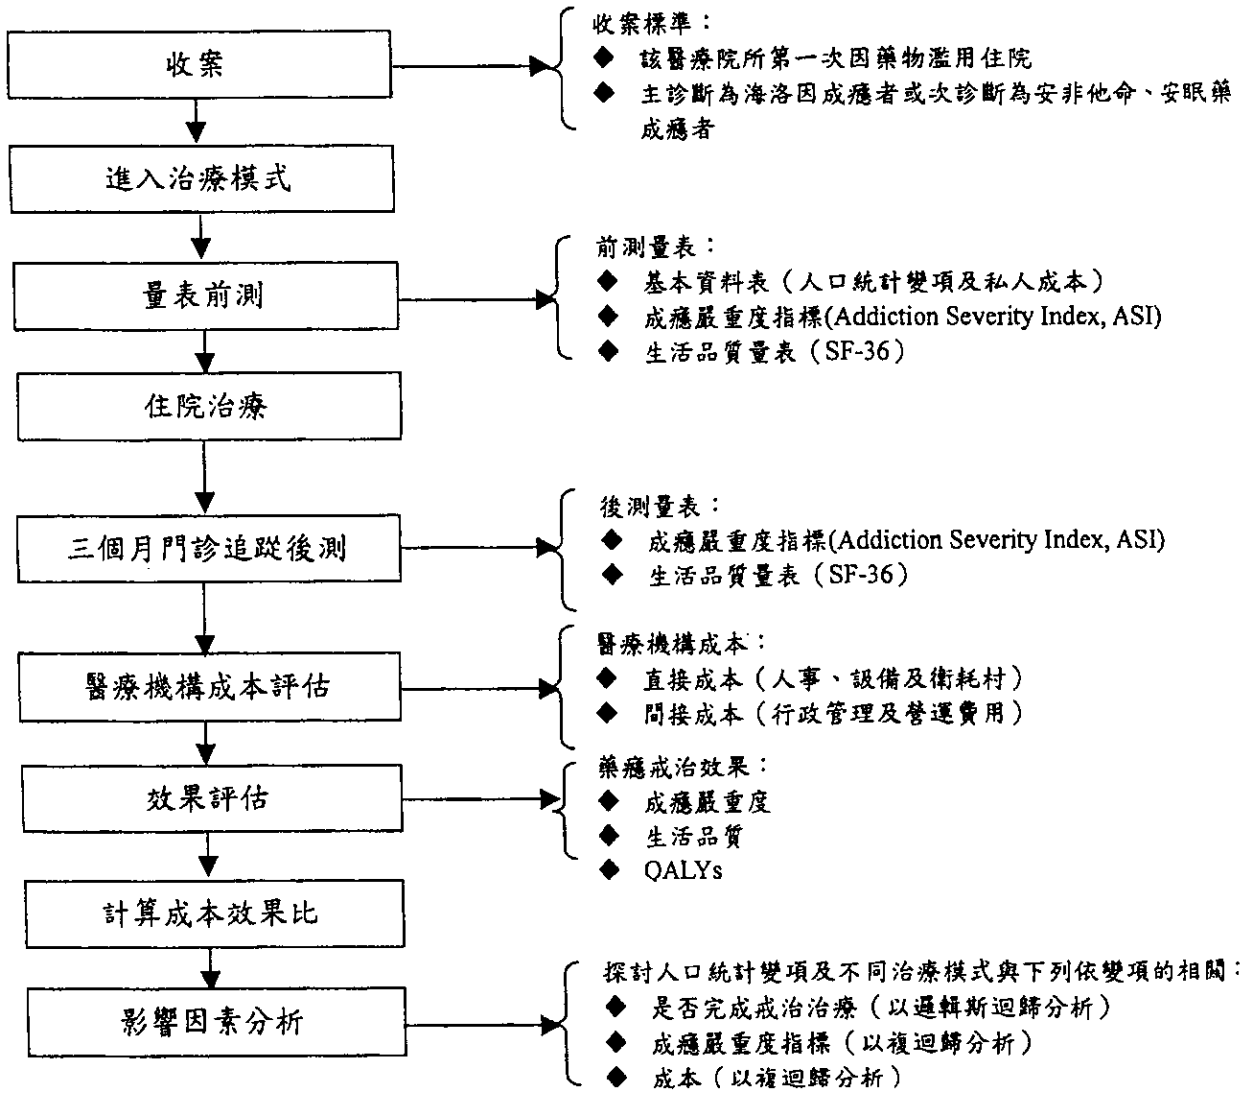 收案
收案標準：
◆ 該醫療院所第一次因藥物濫用住院
◆ 主診斷為海洛因成癮者或次診斷為安非他命、安眠藥
成癮者
進入治療模式
量表前測
前測量表：
◆ 基本資料表（人口統計變項及私人成本）
◆ 成癮嚴重度指標(Addiction Severity Index, ASI)
◆ 生活品質量表（SF-36）
住院治療
三個月門診追蹤後測
後測量表：
◆ 成癮嚴重度指標(Addiction Severity Index, ASI)
◆ 生活品質量表（SF-36）
醫療機構成本評估
醫療機構成本：
◆ 直接成本（人事、設備及衛耗材）
◆ 間接成本（行政管理及營運費用）
效果評估
藥癮戒治效果：
◆ 成癮嚴重度
◆ 生活品質
◆ QALYs
計算成本效果比
影響因素分析
探討人口統計變項及不同治療模式與下列依變項的相關：
◆ 是否完成戒治治療（以邏輯斯迴歸分析）
◆ 成癮嚴重度指標（以複迴歸分析）
◆ 成本（以複迴歸分析）